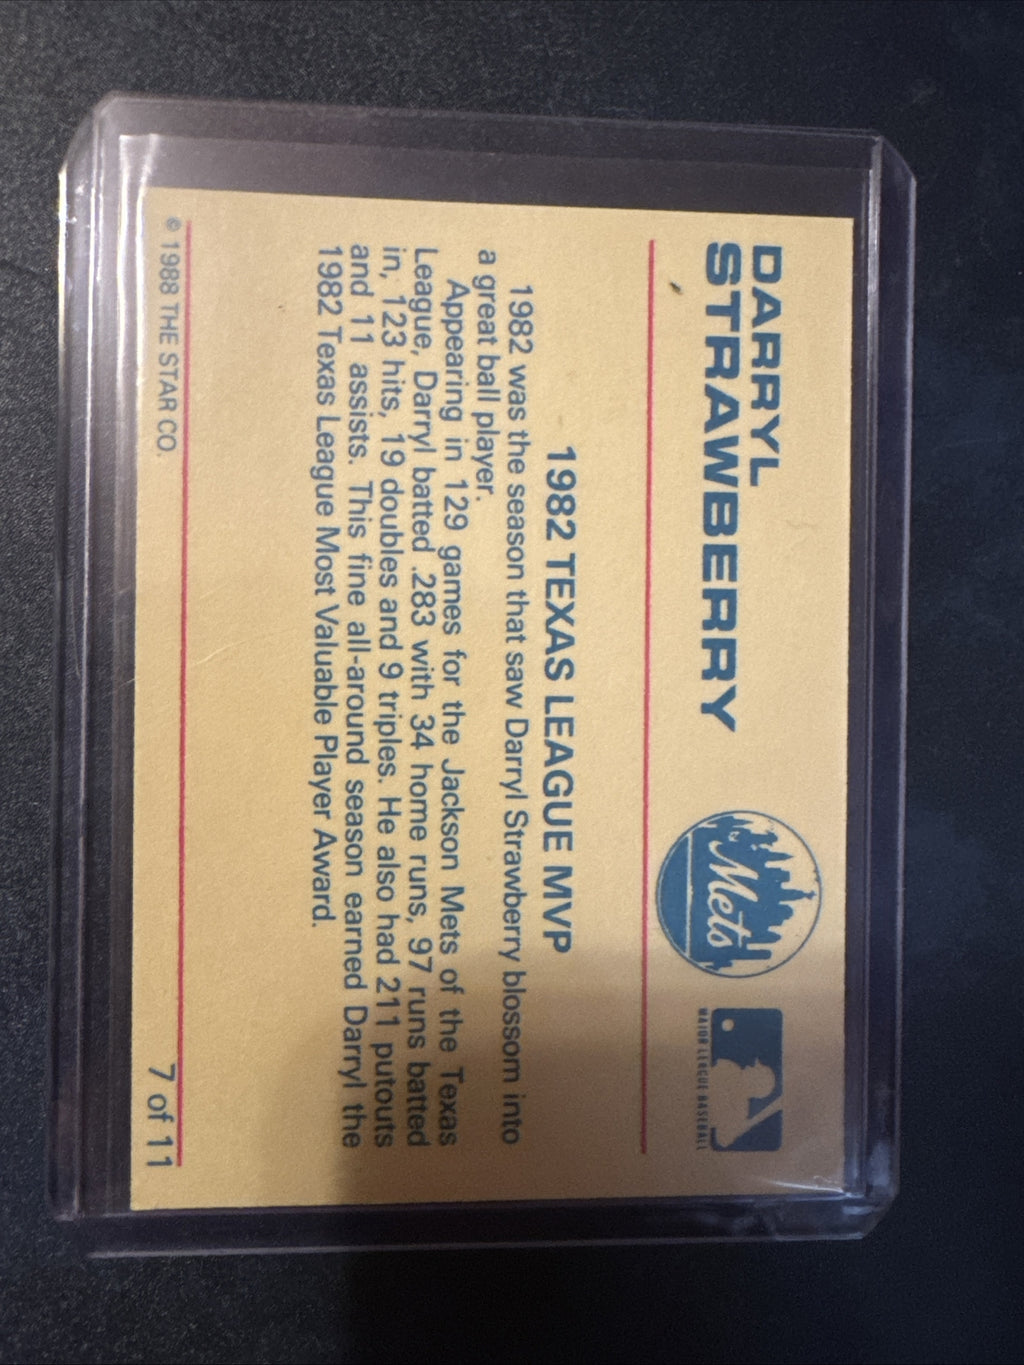 DARRYL
STRAWBERRY
Mets
MAJOR LEAGUE BASEBALL
1982 TEXAS LEAGUE MVP
1982 was the season that saw Darryl Strawberry blossom into
a great ball player.
Appearing in 129 games for the Jackson Mets of the Texas
League, Darryl batted .283 with 34 home runs, 97 runs batted
in, 123 hits, 19 doubles and 9 triples. He also had 211 putouts
and 11 assists. This fine all-around season earned Darryl the
1982 Texas League Most Valuable Player Award.
© 1988 THE STAR CO.
7 of 11